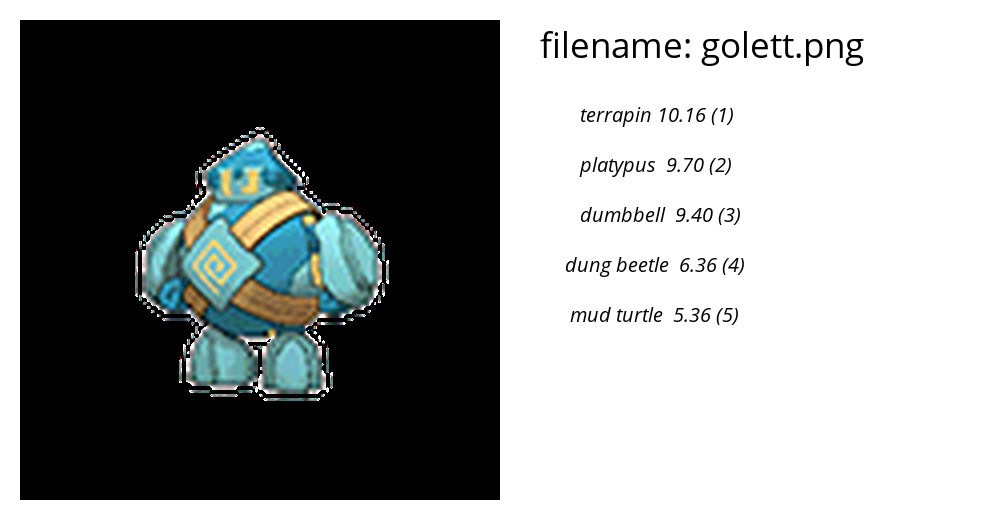 filename: golett.png
terrapin 10.16 (1)
platypus 9.70 (2)
dumbbell 9.40 (3)
dung beetle 6.36 (4)
mud turtle 5.36 (5)